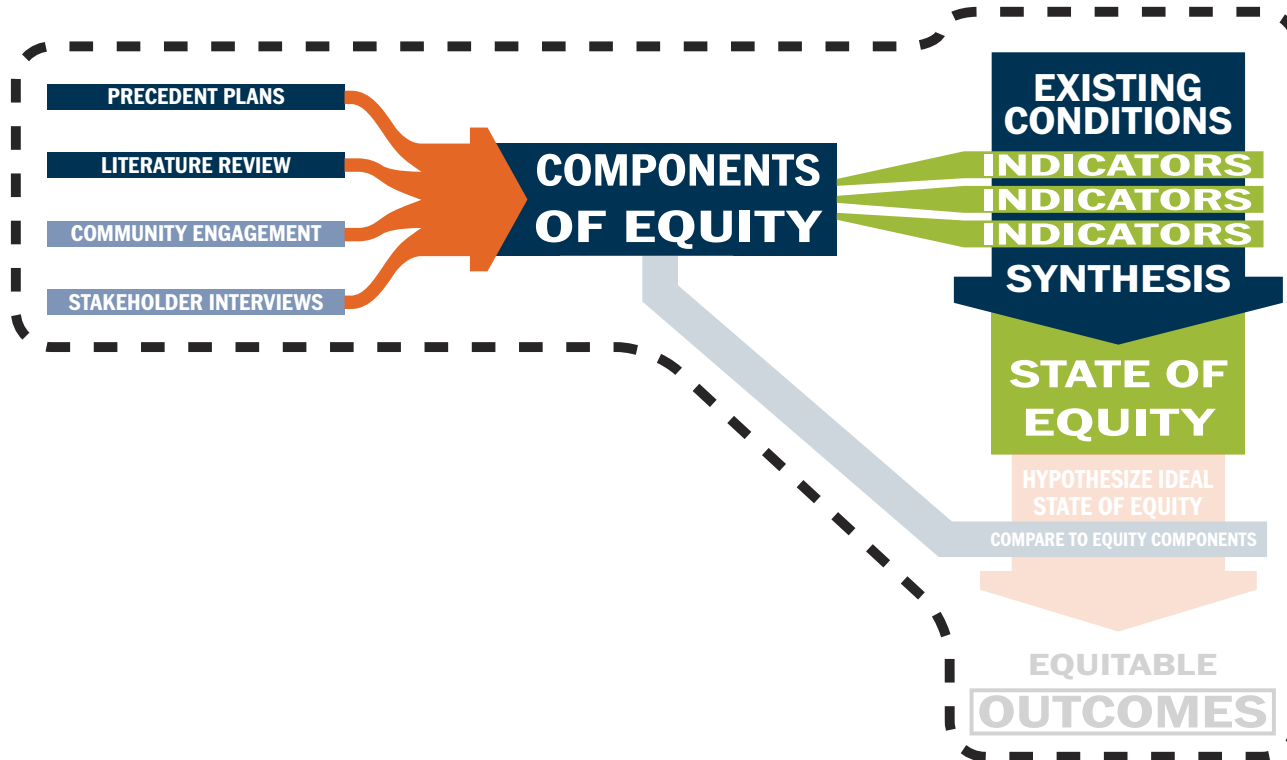 PRECEDENT PLANS
LITERATURE REVIEW
COMMUNITY ENGAGEMENT
STAKEHOLDER INTERVIEWS
COMPONENTS
OF EQUITY
EXISTING
CONDITIONS
INDICATORS
INDICATORS
INDICATORS
SYNTHESIS
STATE OF
EQUITY
HYPOTHESIZE IDEAL
STATE OF EQUITY
COMPARE TO EQUITY COMPONENTS
EQUITABLE
OUTCOMES